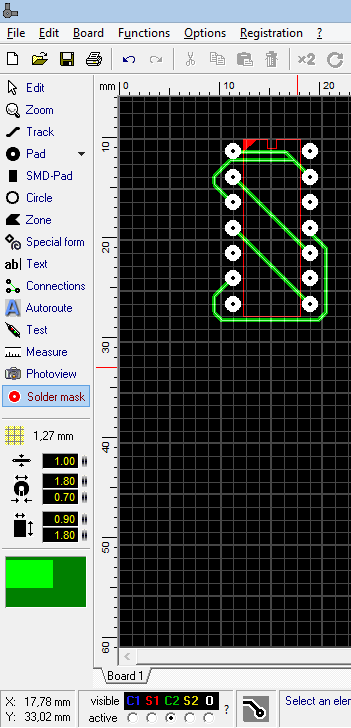 File Edit Board Functions Options Registration ?
×2
mm 0 10 20
Edit
Zoom
Track
Pad
SMD-Pad
Circle
Zone
Special form
ab| Text
Connections
A Autoroute
Test
Measure
Photoview
Solder mask
1,27 mm
1.00
1.80
0.70
0.90
1.80
10
20
30
40
50
60
Board 1
X: 17,78 mm visible C1 S1 C2 S2 O ? Select an eler
Y: 33,02 mm active